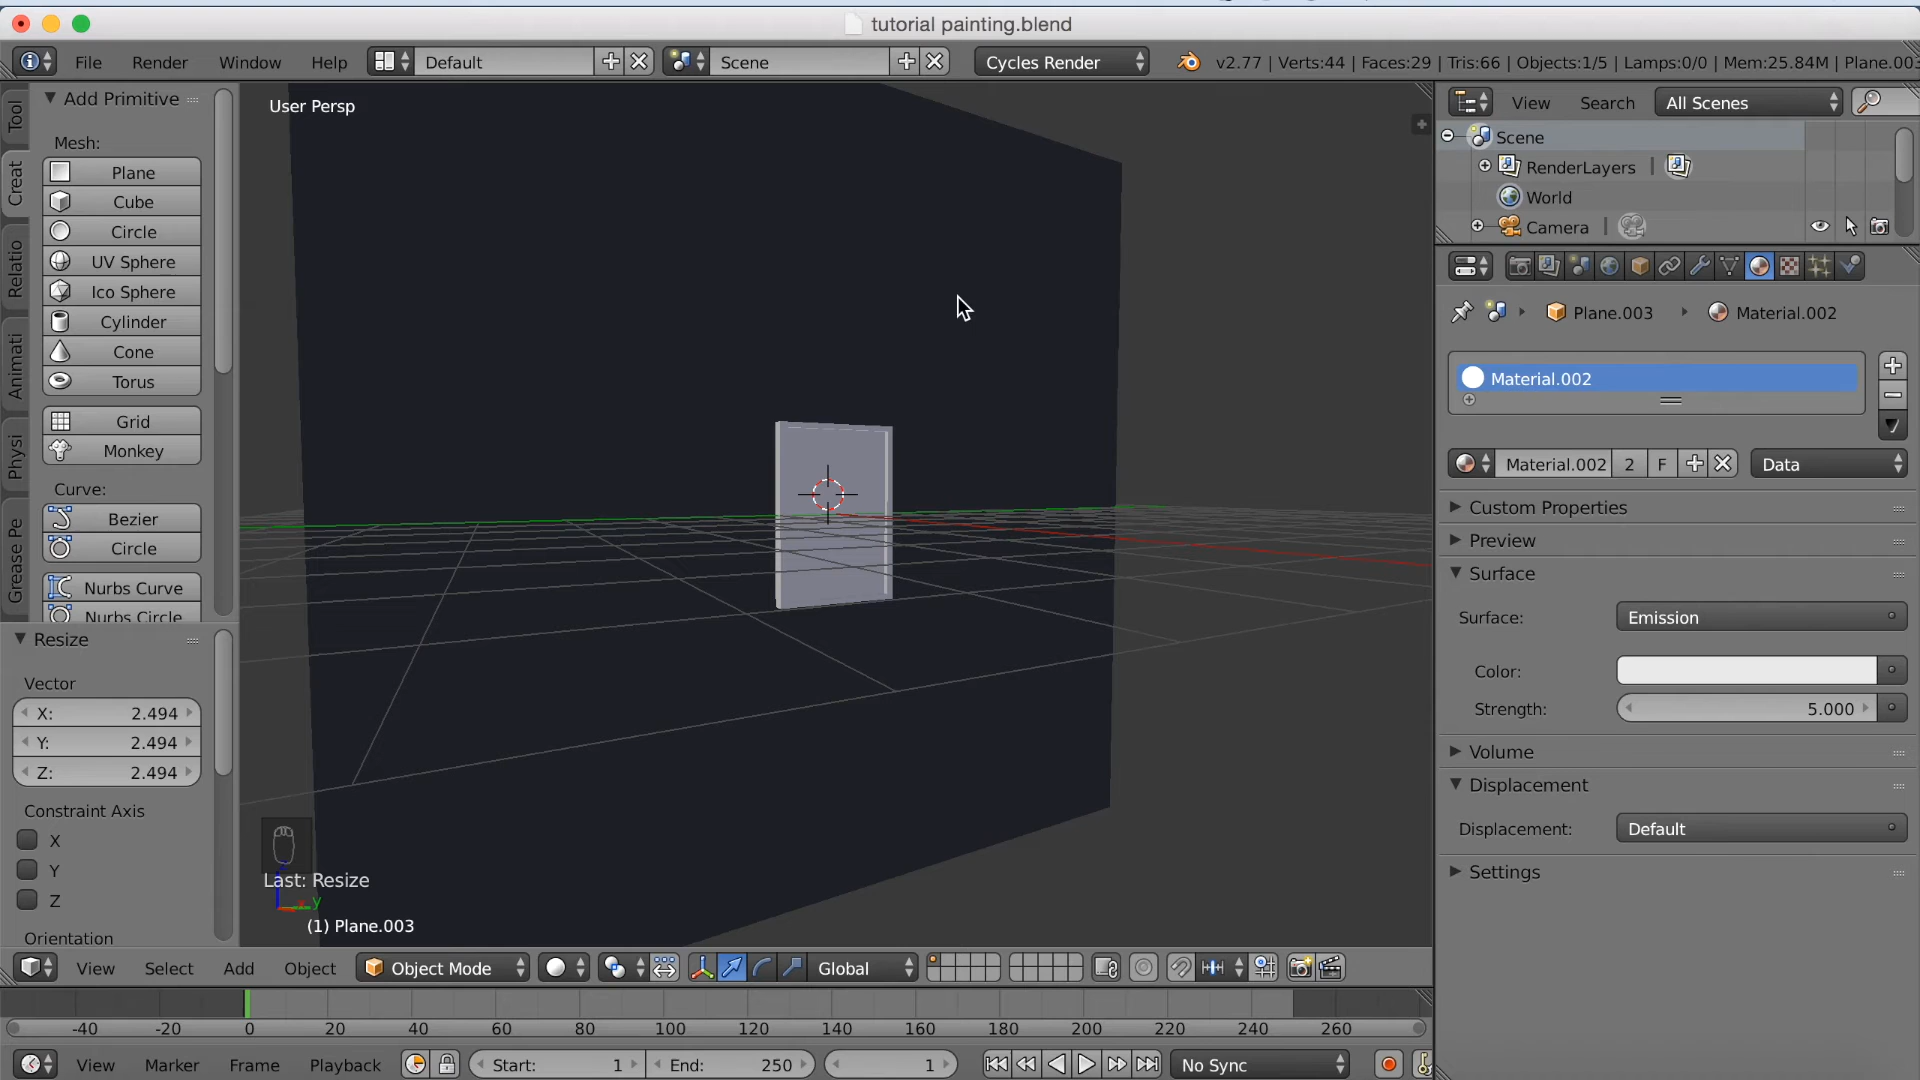 tutorial painting.blend
File Render Window Help Default Scene Cycles Render v2.77 | Verts:44 | Faces:29 | Tris:66 | Objects:1/5 | Lamps:0/0 | Mem:25.84M | Plane.003
Add Primitive
Mesh:
Plane
Cube
Circle
UV Sphere
Ico Sphere
Cylinder
Cone
Torus
Grid
Monkey
Curve:
Bezier
Circle
Nurbs Curve
Nurbs Circle
Tool
Creat
Relatio
Animati
Physi
Grease Pe
Resize
Vector
X: 2.494
Y: 2.494
Z: 2.494
Constraint Axis
X
Y
Z
Orientation
User Persp
Last: Resize
y
(1) Plane.003
View Search All Scenes
Scene
RenderLayers |
World
Camera |
Plane.003 Material.002
Material.002
Material.002 2 F Data
Custom Properties
Preview
Surface
Surface: Emission
Color:
Strength: 5.000
Volume
Displacement
Displacement: Default
Settings
View Select Add Object Object Mode Global
-40 -20 0 20 40 60 80 100 120 140 160 180 200 220 240 260
View Marker Frame Playback Start: 1 End: 250 1 No Sync